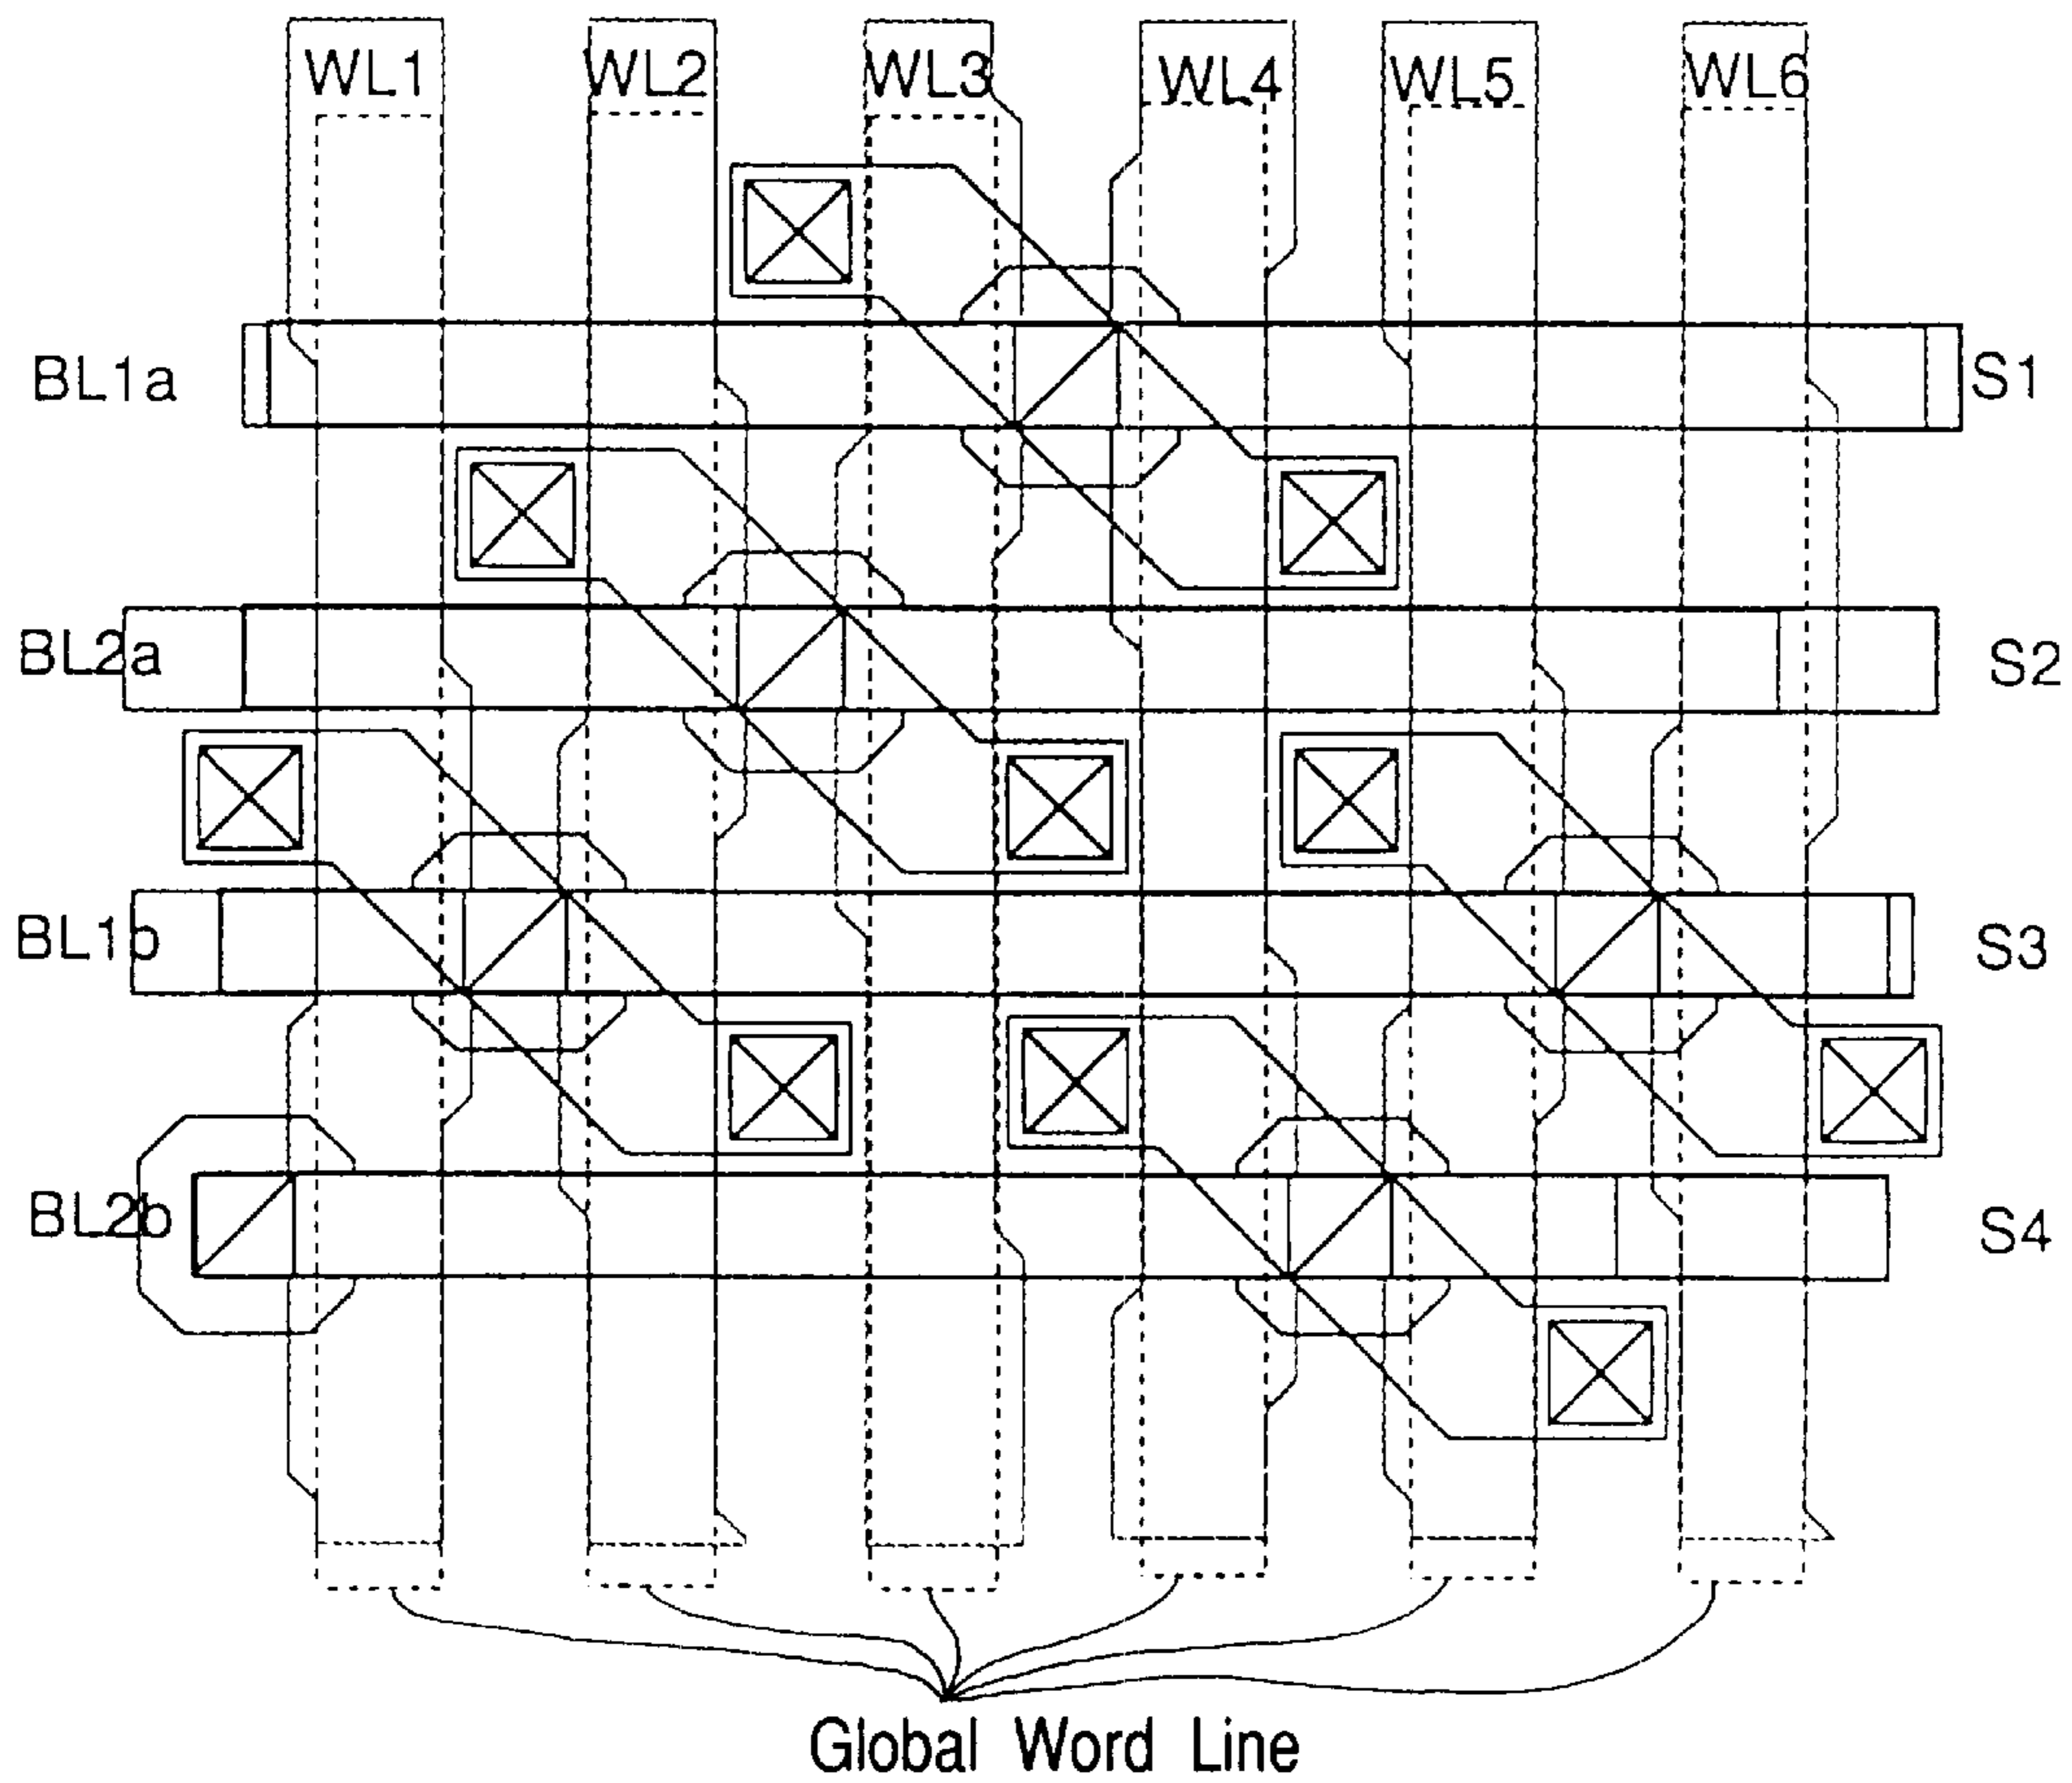 WL1 WL2 WL3 WL4 WL5 WL6
BL1a S1
BL2a S2
BL1b S3
BL2b S4
Global Word Line